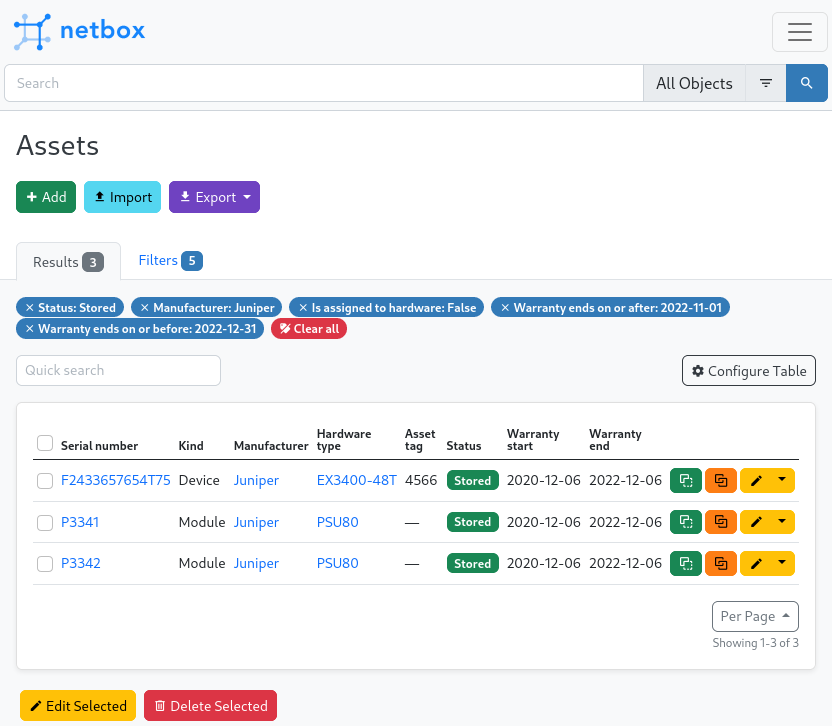 netbox
Search All Objects
Assets
Add Import Export
Results 3 Filters 5
Status: Stored Manufacturer: Juniper Is assigned to hardware: False Warranty ends on or after: 2022-11-01
Warranty ends on or before: 2022-12-31 Clear all
Quick search Configure Table
Serial number Kind Manufacturer Hardware type Asset tag Status Warranty start Warranty end
F2433657654T75 Device Juniper EX3400-48T 4566 Stored 2020-12-06 2022-12-06
P3341 Module Juniper PSU80 — Stored 2020-12-06 2022-12-06
P3342 Module Juniper PSU80 — Stored 2020-12-06 2022-12-06
Per Page
Showing 1-3 of 3
Edit Selected Delete Selected